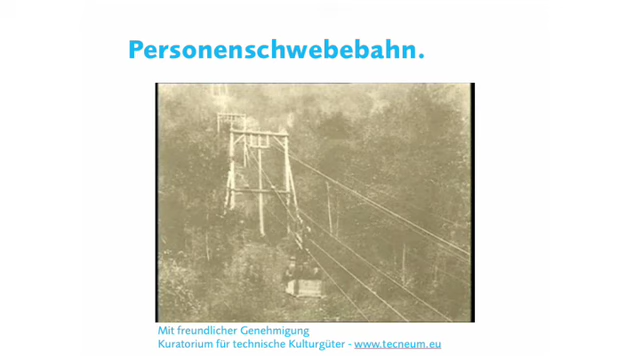 Personenschwebebahn.
Mit freundlicher Genehmigung
Kuratorium für technische Kulturgüter - www.tecneum.eu